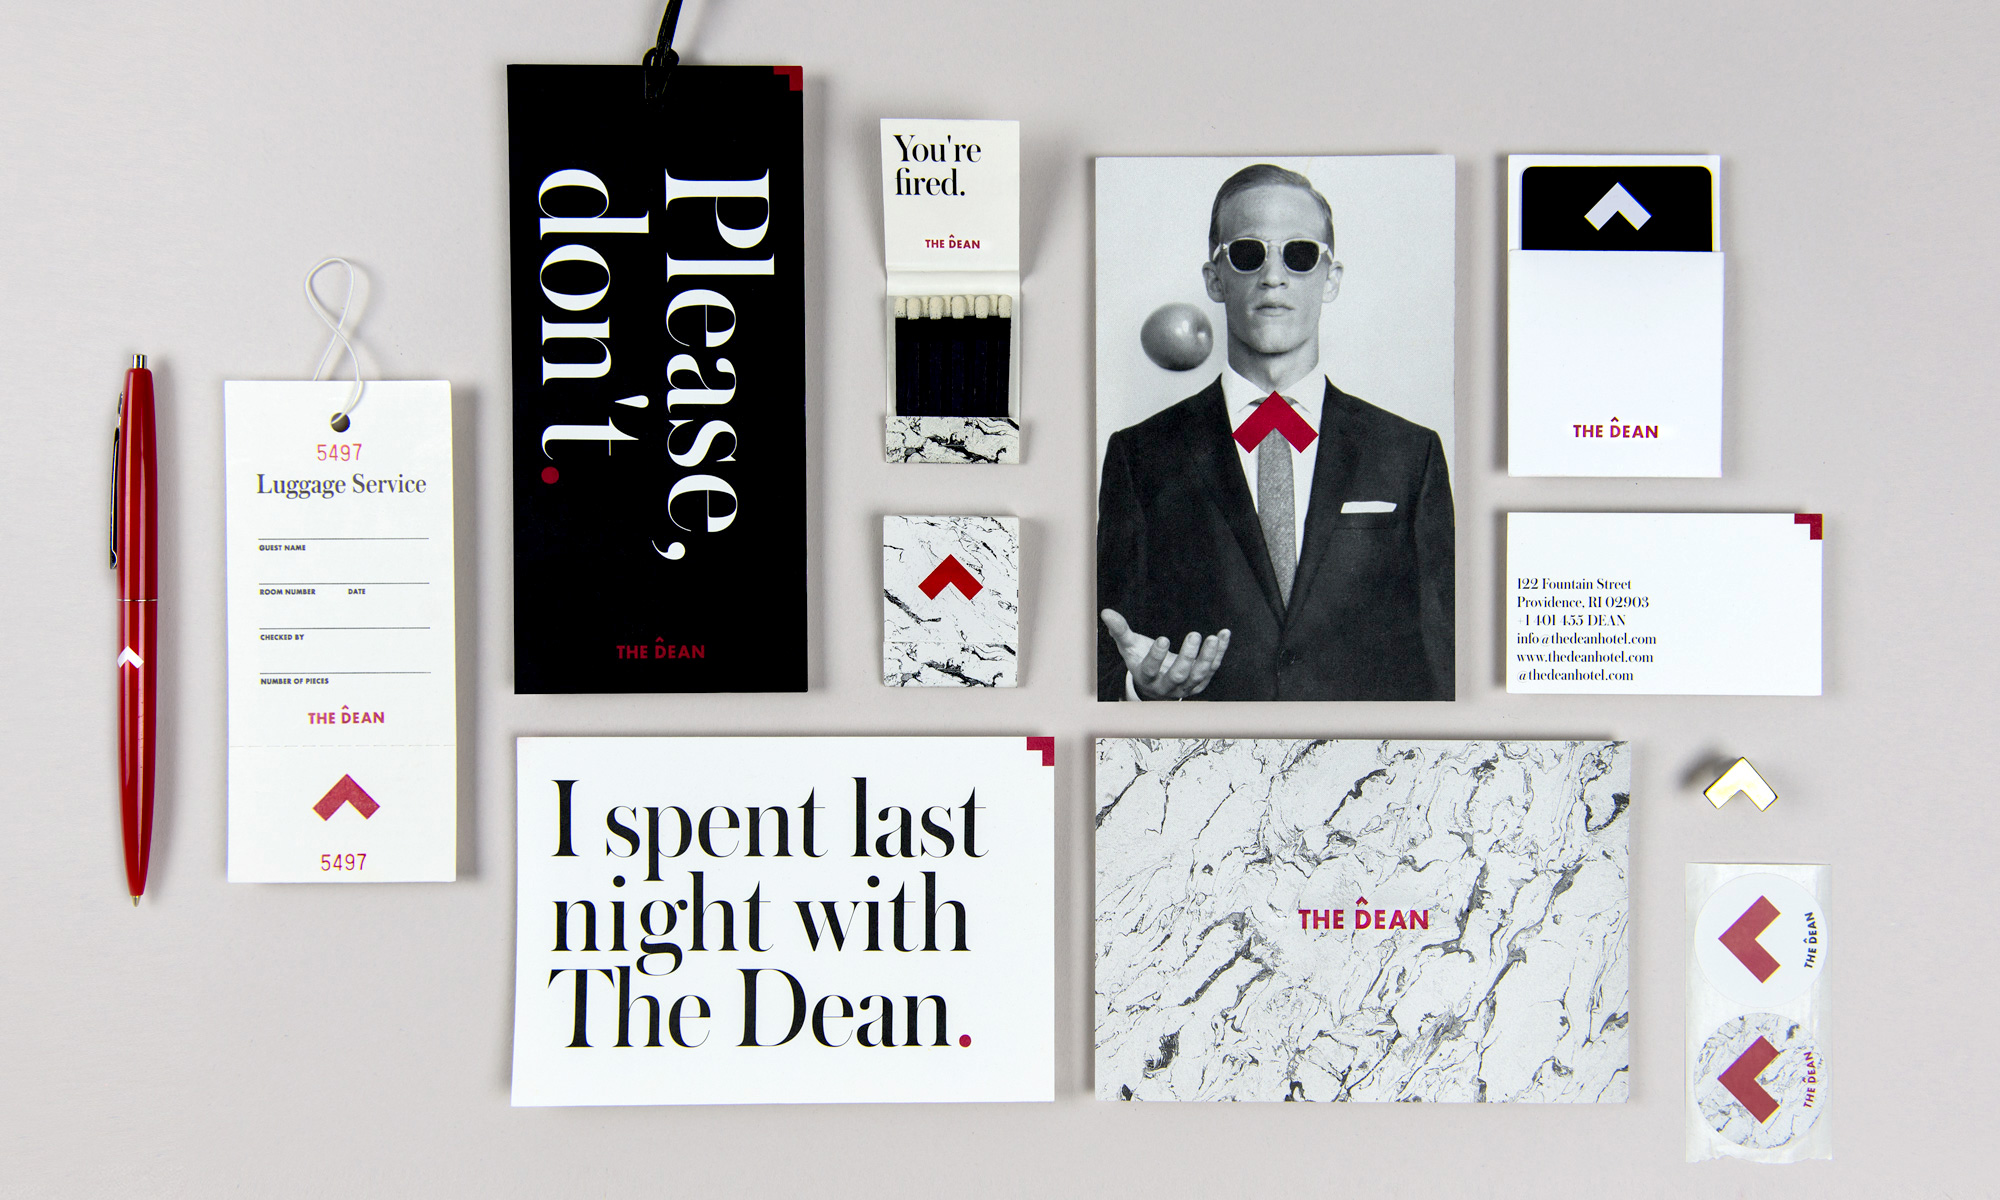 5497
Luggage Service
GUEST NAME
ROOM NUMBER DATE
CHECKED BY
NUMBER OF PIECES
THE DEAN
5497
Please,
don't.
THE DEAN
You're
fired.
THE DEAN
THE DEAN
122 Fountain Street
Providence, RI 02903
+1 401 455 DEAN
info@thedeanhotel.com
www.thedeanhotel.com
@thedeanhotel.com
I spent last
night with
The Dean.
THE DEAN
THE DEAN
THE DEAN